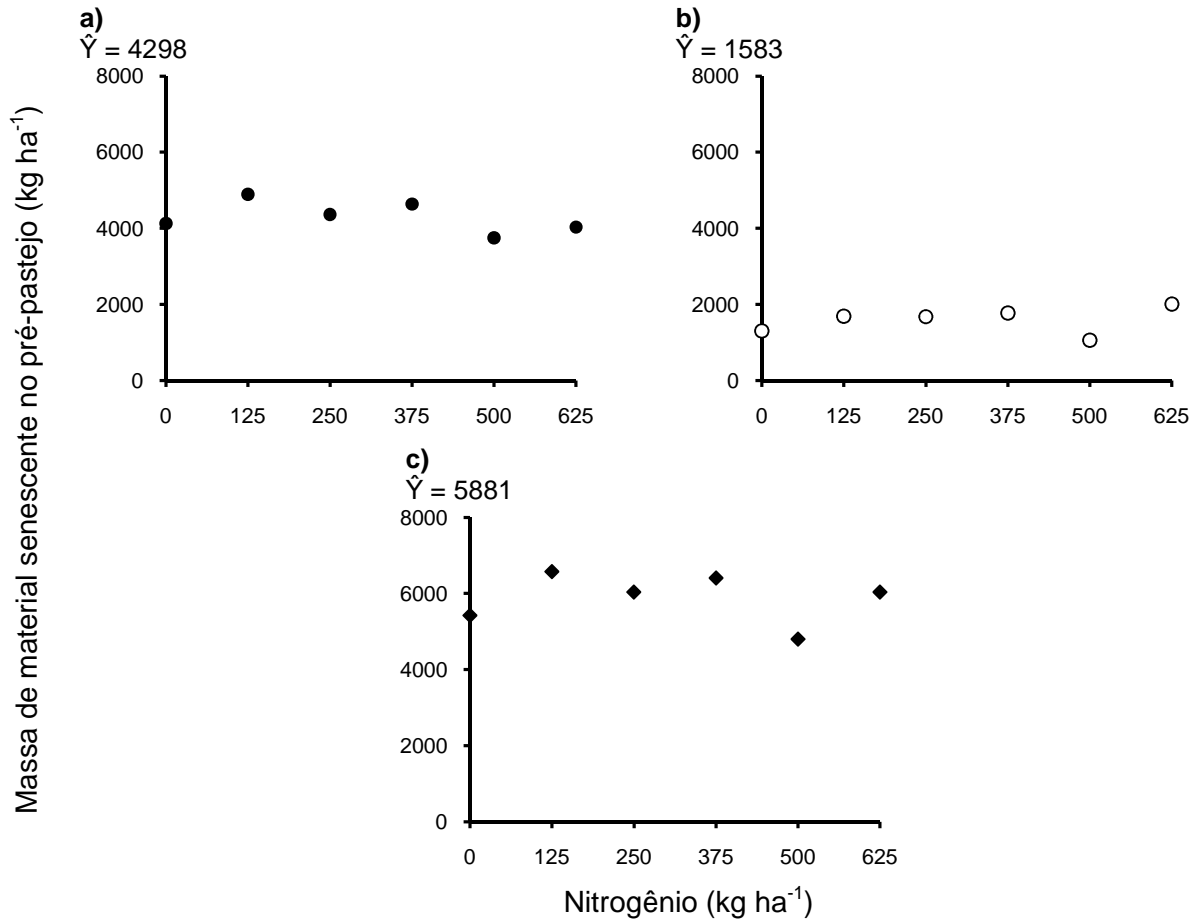 a)
Ŷ = 4298
8000
6000
4000
2000
0
0 125 250 375 500 625
b)
Ŷ = 1583
8000
6000
4000
2000
0
0 125 250 375 500 625
c)
Ŷ = 5881
8000
6000
4000
2000
0
0 125 250 375 500 625
Massa de material senescente no pré-pastejo (kg ha⁻¹)
Nitrogênio (kg ha⁻¹)